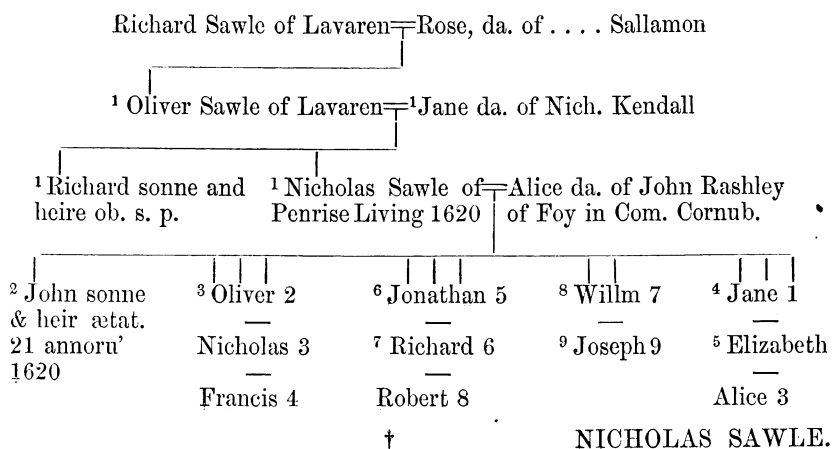 Richard Sawle of Lavaren=Rose, da. of .... Sallamon
¹ Oliver Sawle of Lavaren=¹Jane da. of Nich. Kendall
¹ Richard sonne and
heire ob. s. p.
¹ Nicholas Sawle of=Alice da. of John Rashley
Penrise Living 1620 of Foy in Com. Cornub.
² John sonne
& heir ætat.
21 annoru'
1620
³ Oliver 2
Nicholas 3
Francis 4
⁶ Jonathan 5
⁷ Richard 6
Robert 8
⁸ Willm 7
⁹ Joseph 9
⁴ Jane 1
⁵ Elizabeth
Alice 3
† NICHOLAS SAWLE.